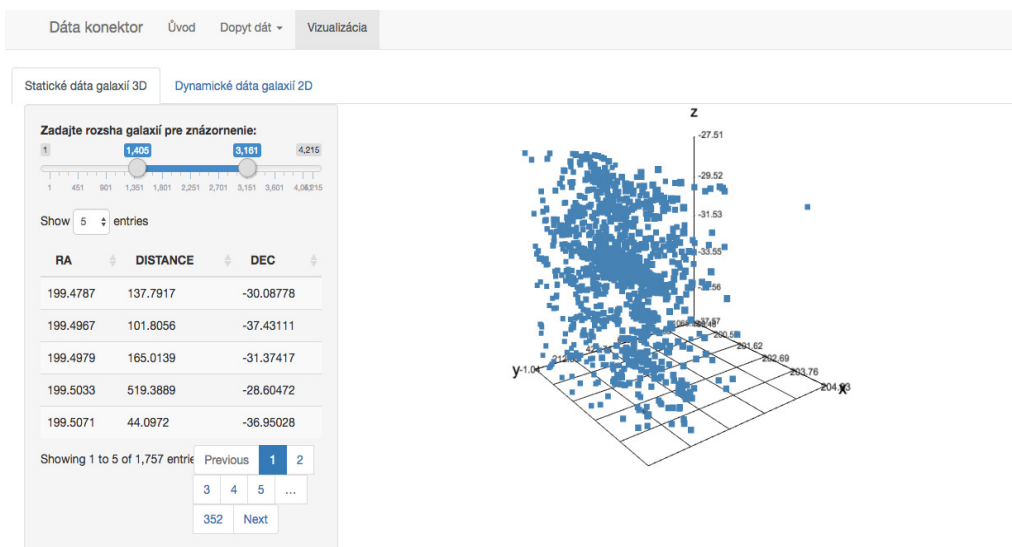 Dáta konektor Úvod Dopyt dát Vizualizácia
Statické dáta galaxií 3D Dynamické dáta galaxií 2D
Zadajte rozsha galaxií pre znázornenie:
1 1,405 3,161 4,215
1 451 901 1,351 1,801 2,251 2,701 3,151 3,601 4,215
Show 5 entries
RA DISTANCE DEC
199.4787 137.7917 -30.08778
199.4967 101.8056 -37.43111
199.4979 165.0139 -31.37417
199.5033 519.3889 -28.60472
199.5071 44.0972 -36.95028
Showing 1 to 5 of 1,757 entrie
Previous 1 2
3 4 5 ...
352 Next
z
-27.51
-29.52
-31.53
-33.55
201.62
202.69
203.76
y
x